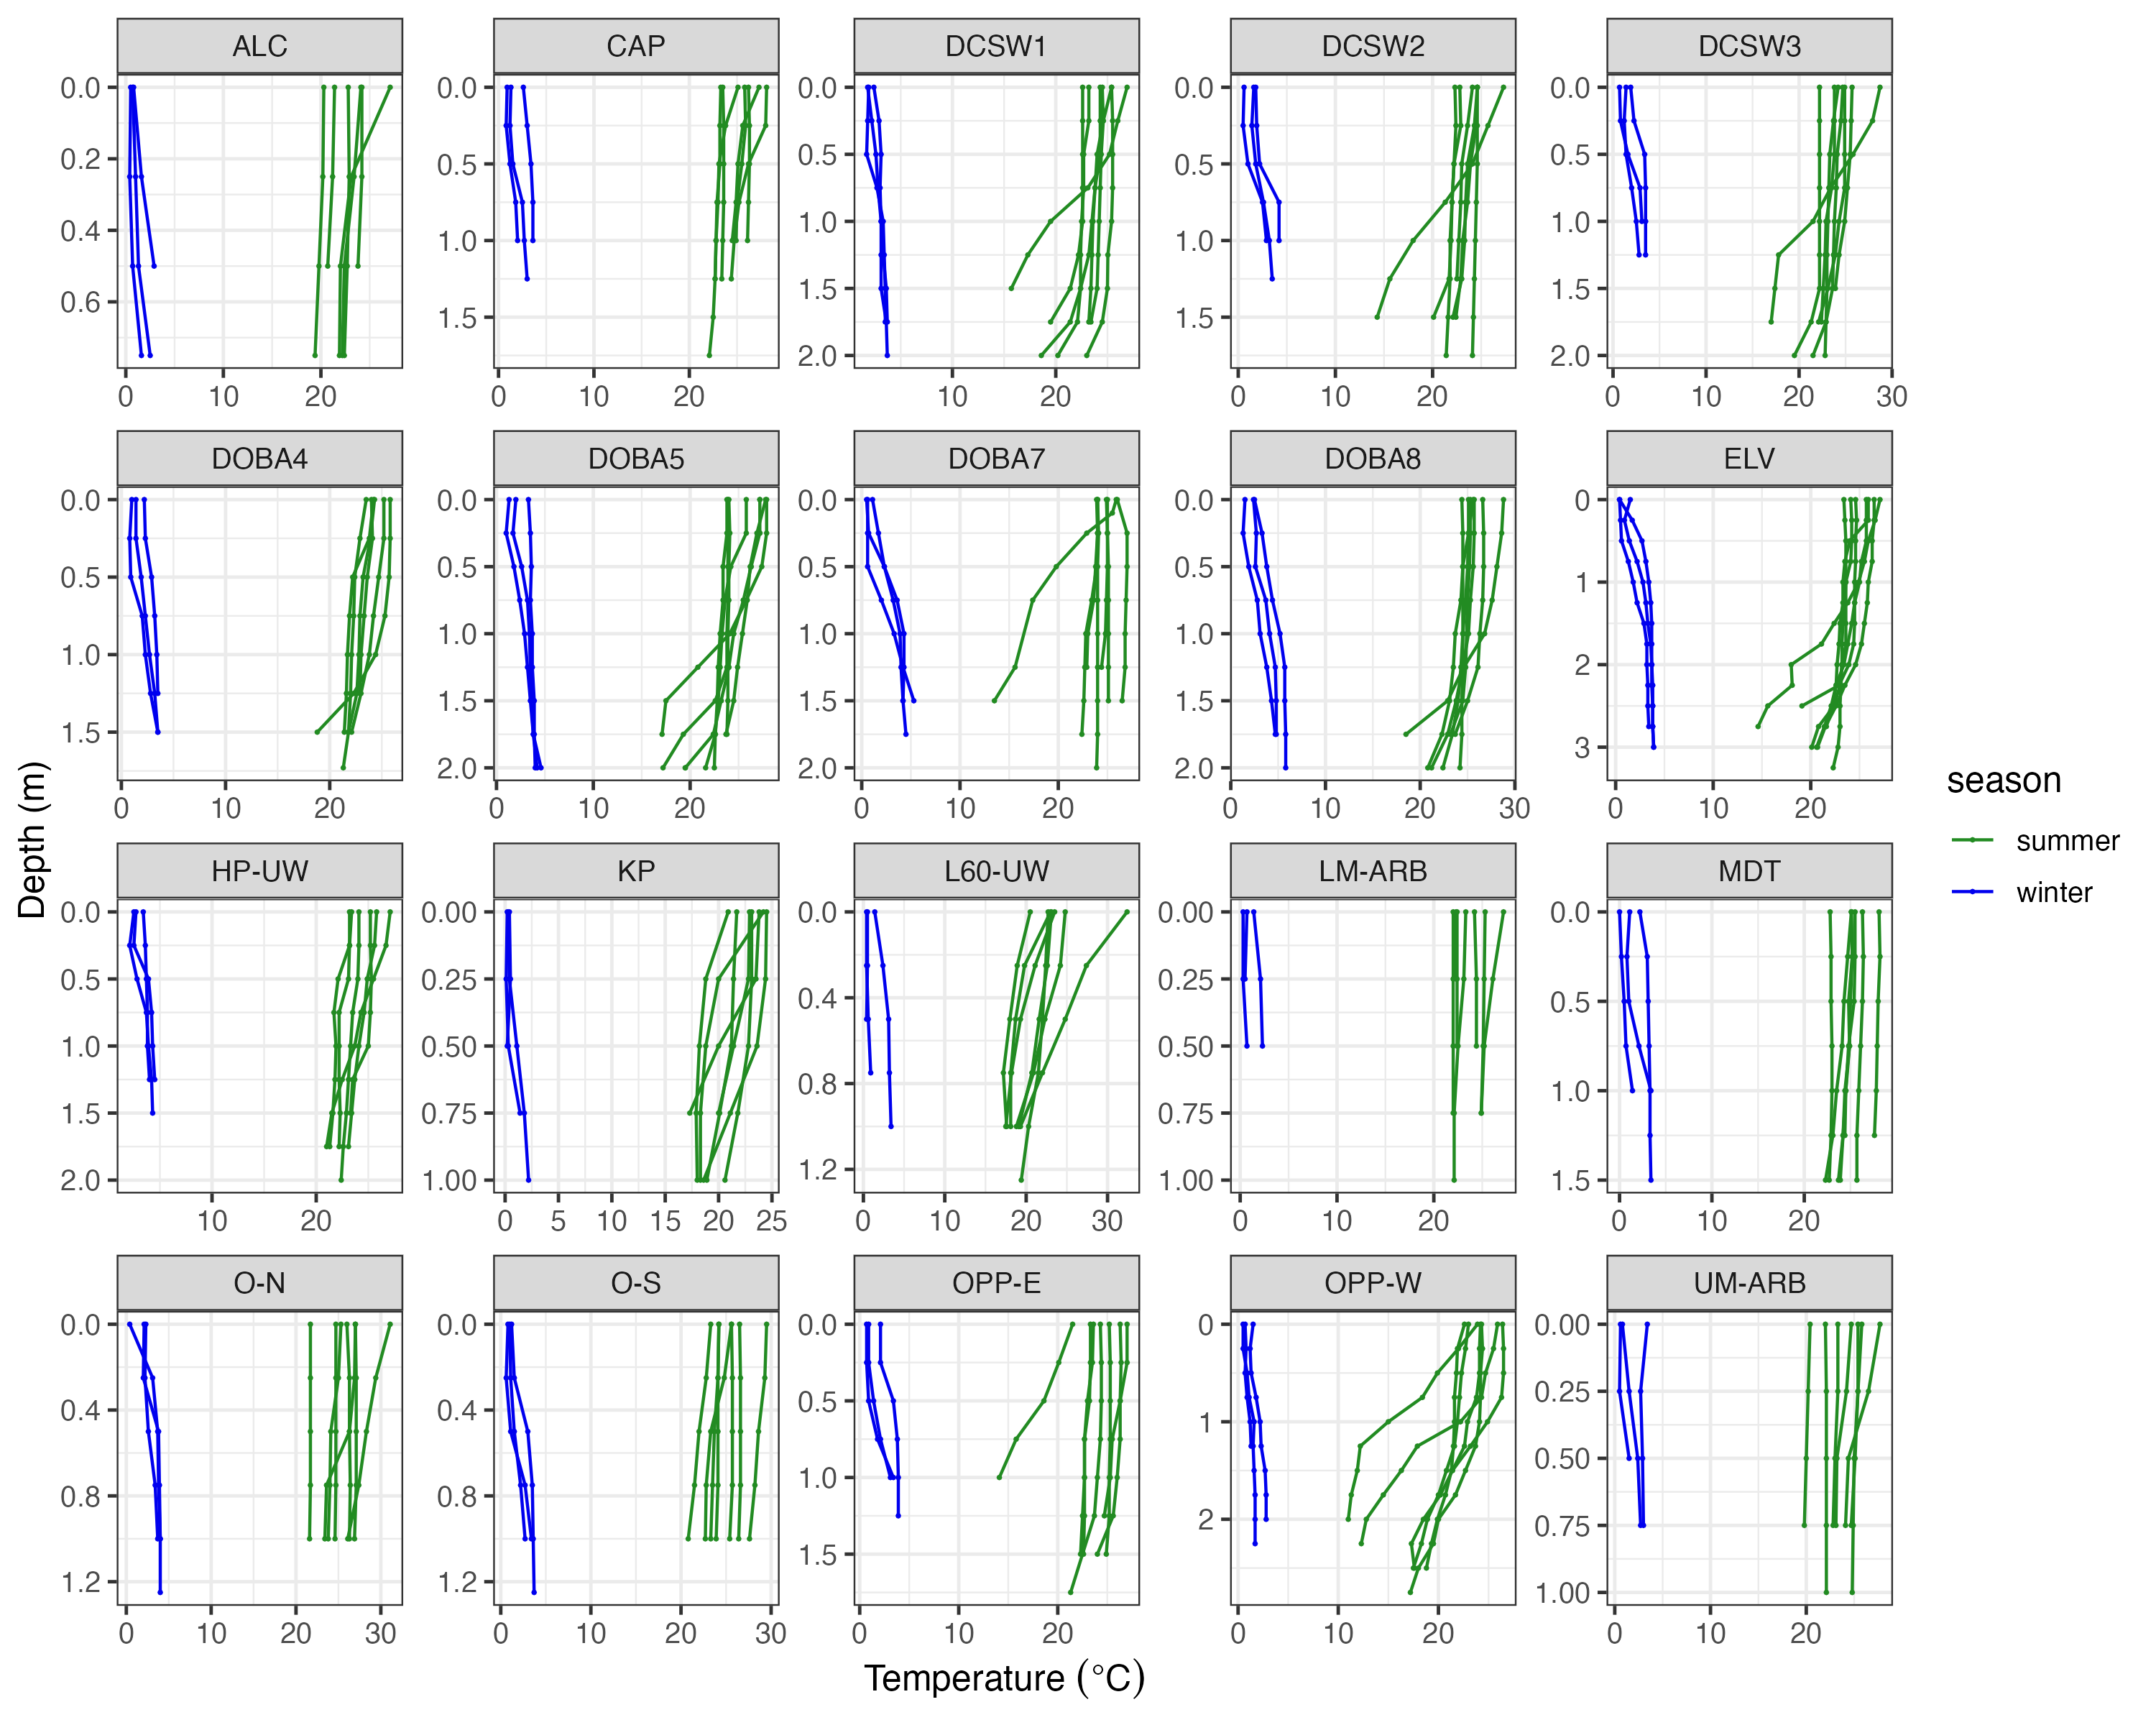 ALC CAP DCSW1 DCSW2 DCSW3
0.0 0.0 0.0 0.0 0.0
0.2 0.5 0.5 0.5 0.5
0.4 1.0 1.0 1.0 1.0
0.6 1.5 1.5 1.5 1.5
2.0 2.0
0 20 0 10 20 10 20 0 10 20 0 10 20 30
DOBA4 DOBA5 DOBA7 DOBA8 ELV
0.0 0.0 0.0 0.0 0
0.5 0.5 0.5 0.5 1
1.0 1.0 1.0 1.0 2
1.5 1.5 1.5 1.5 3
2.0 2.0 2.0
0 10 20 0 10 20 0 10 20 0 10 20 30 0 10 20
HP-UW KP L60-UW LM-ARB MDT
0.0 0.00 0.0 0.00 0.0
0.5 0.25 0.4 0.25 0.5
1.0 0.50 0.8 0.50 1.0
1.5 0.75 1.2 0.75 1.5
2.0 1.00 1.00
10 20 0 5 10 15 20 25 0 10 20 30 0 10 20 0 20
O-N O-S OPP-E OPP-W UM-ARB
0.0 0.0 0.0 0 0.00
0.4 0.4 0.5 1 0.25
0.8 0.8 1.0 2 0.50
1.2 1.2 1.5 0.75
1.00
0 10 20 30 0 10 20 30 0 20 0 10 20 0 10 20
Temperature (°C)
Depth (m)
season
summer
winter